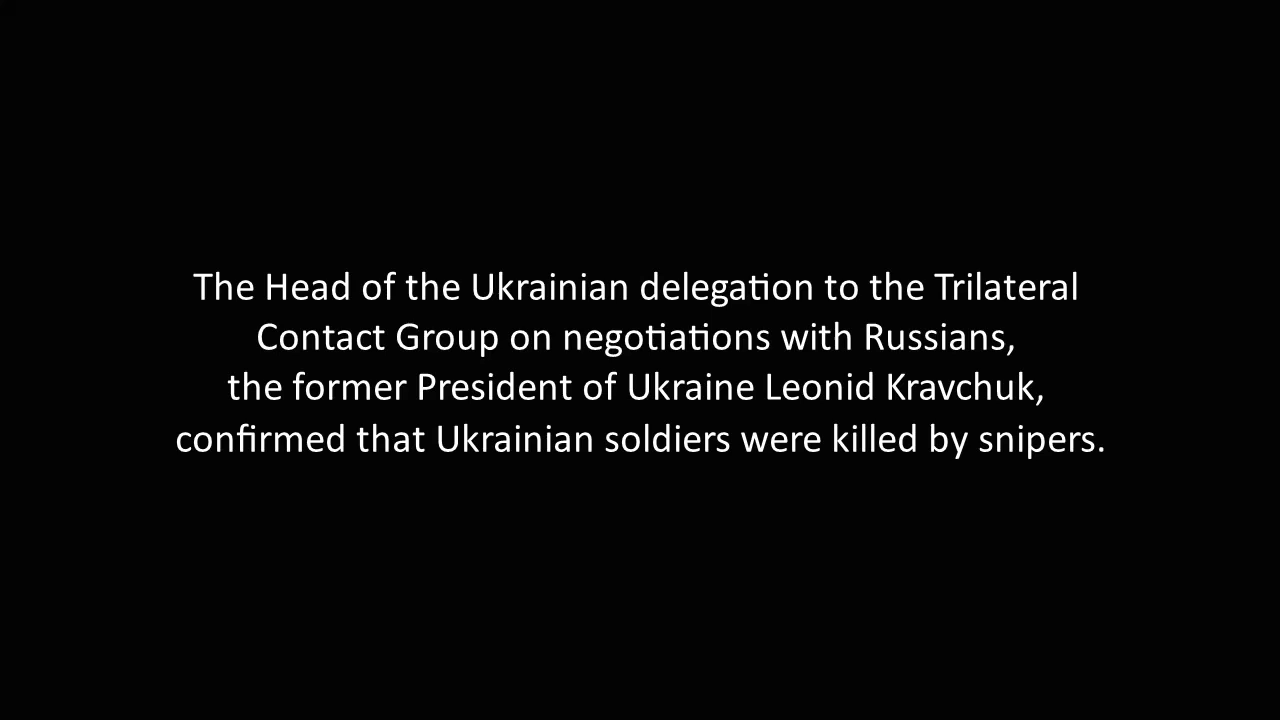 The Head of the Ukrainian delegation to the Trilateral
Contact Group on negotiations with Russians,
the former President of Ukraine Leonid Kravchuk,
confirmed that Ukrainian soldiers were killed by snipers.